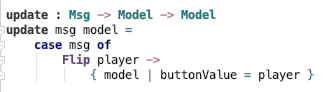 update : Msg -> Model -> Model
update msg model =
    case msg of
        Flip player ->
            { model | buttonValue = player }